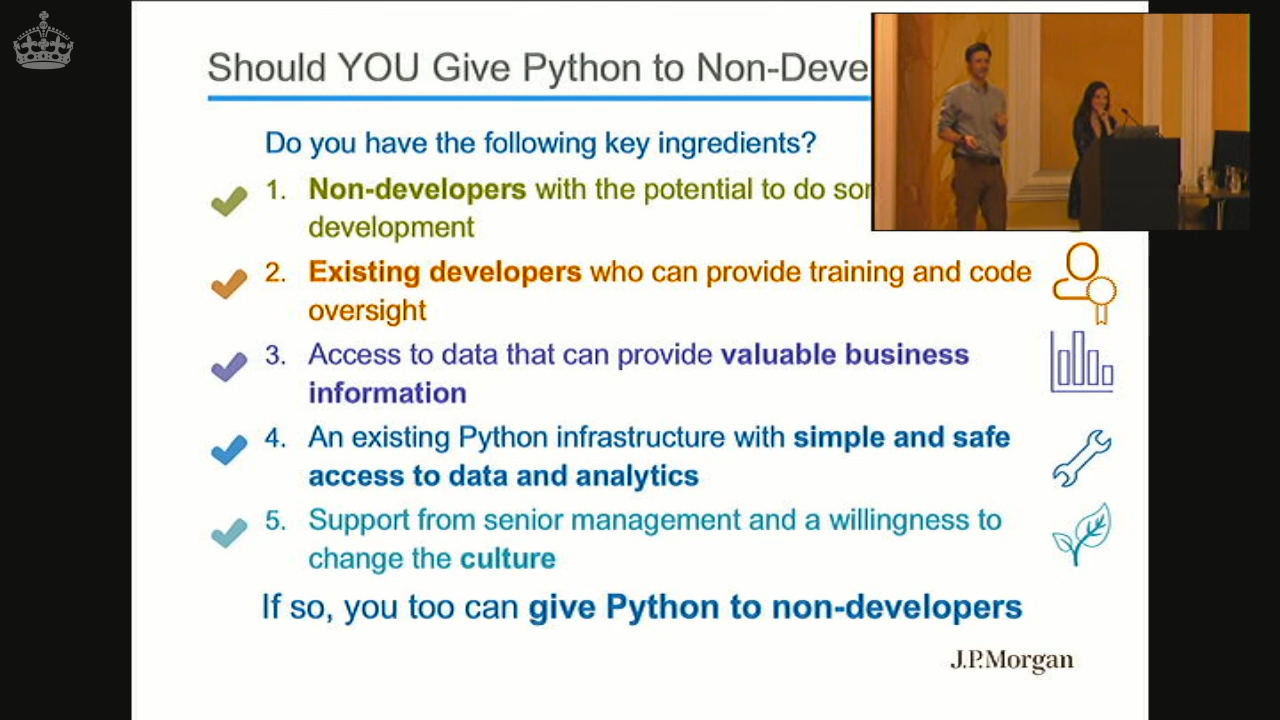 Should YOU Give Python to Non-Deve
Do you have the following key ingredients?
1. Non-developers with the potential to do
development
2. Existing developers who can provide training and code
oversight
3. Access to data that can provide valuable business
information
4. An existing Python infrastructure with simple and safe
access to data and analytics
5. Support from senior management and a willingness to
change the culture
If so, you too can give Python to non-developers
J.P.Morgan